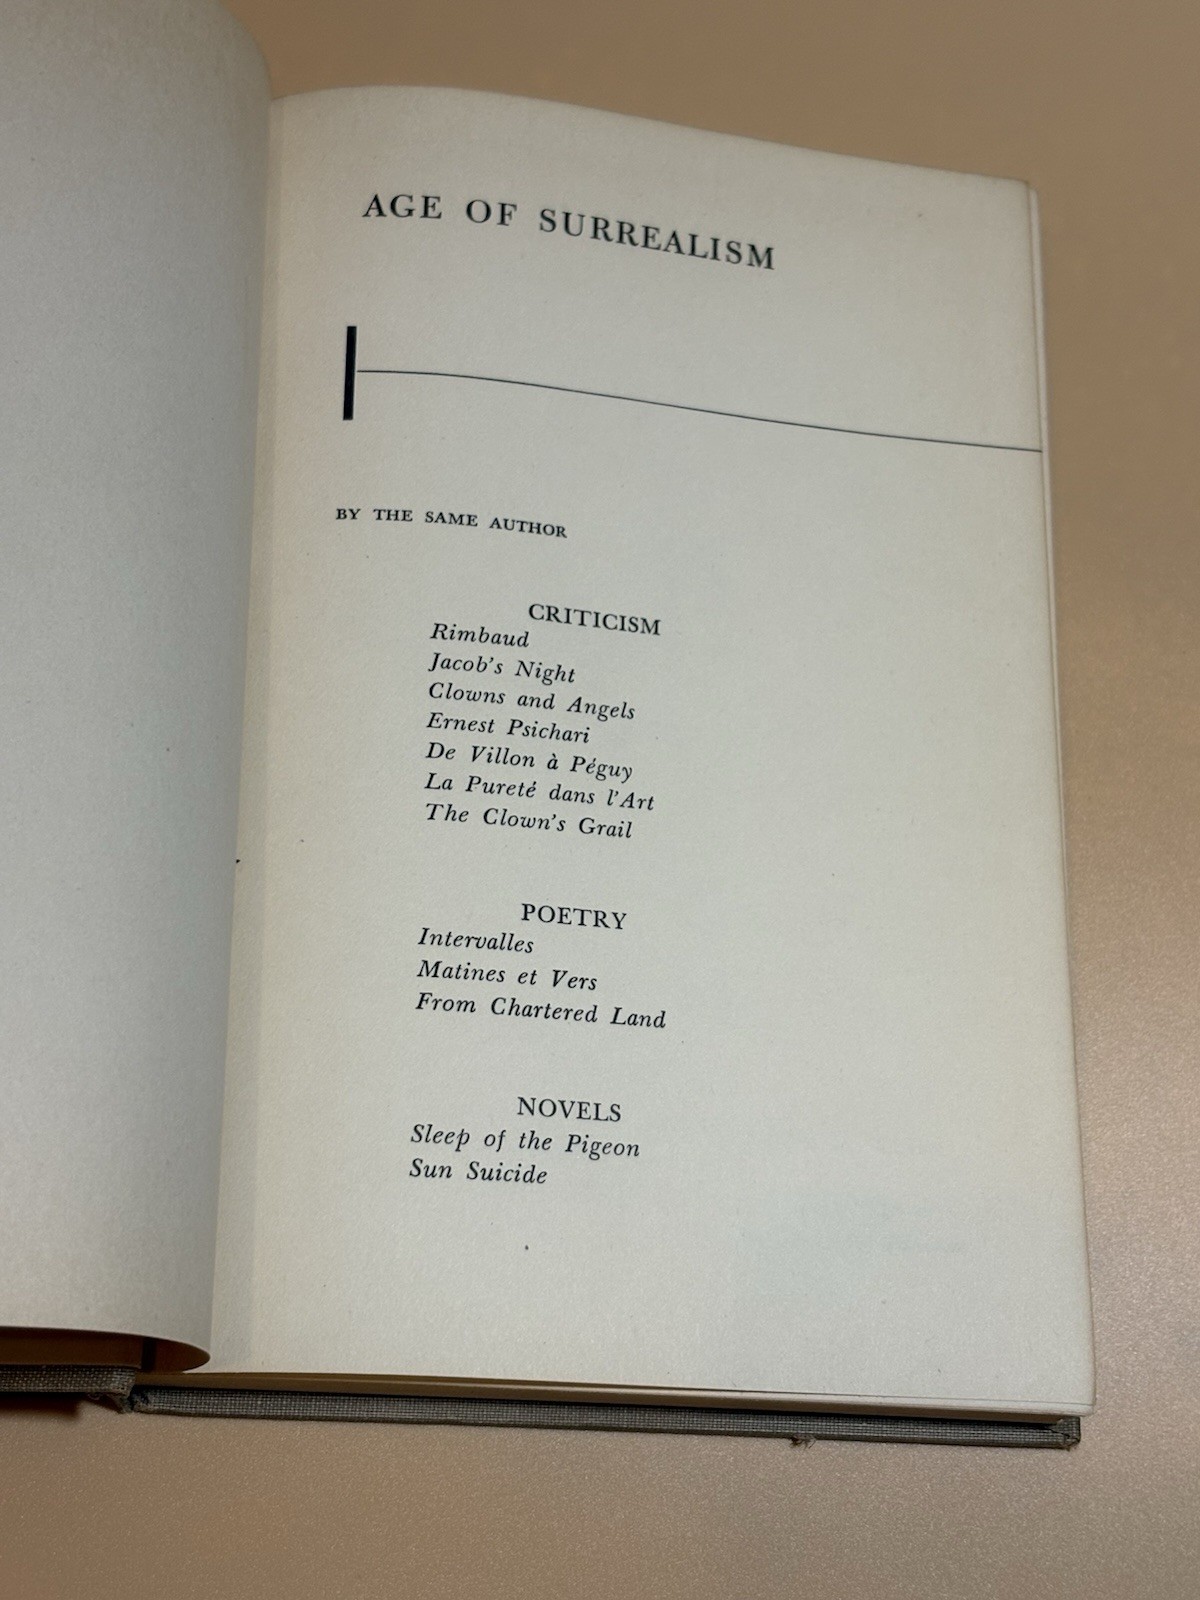 AGE OF SURREALISM
BY THE SAME AUTHOR
CRITICISM
Rimbaud
Jacob's Night
Clowns and Angels
Ernest Psichari
De Villon à Péguy
La Pureté dans l'Art
The Clown's Grail
POETRY
Intervalles
Matines et Vers
From Chartered Land
NOVELS
Sleep of the Pigeon
Sun Suicide